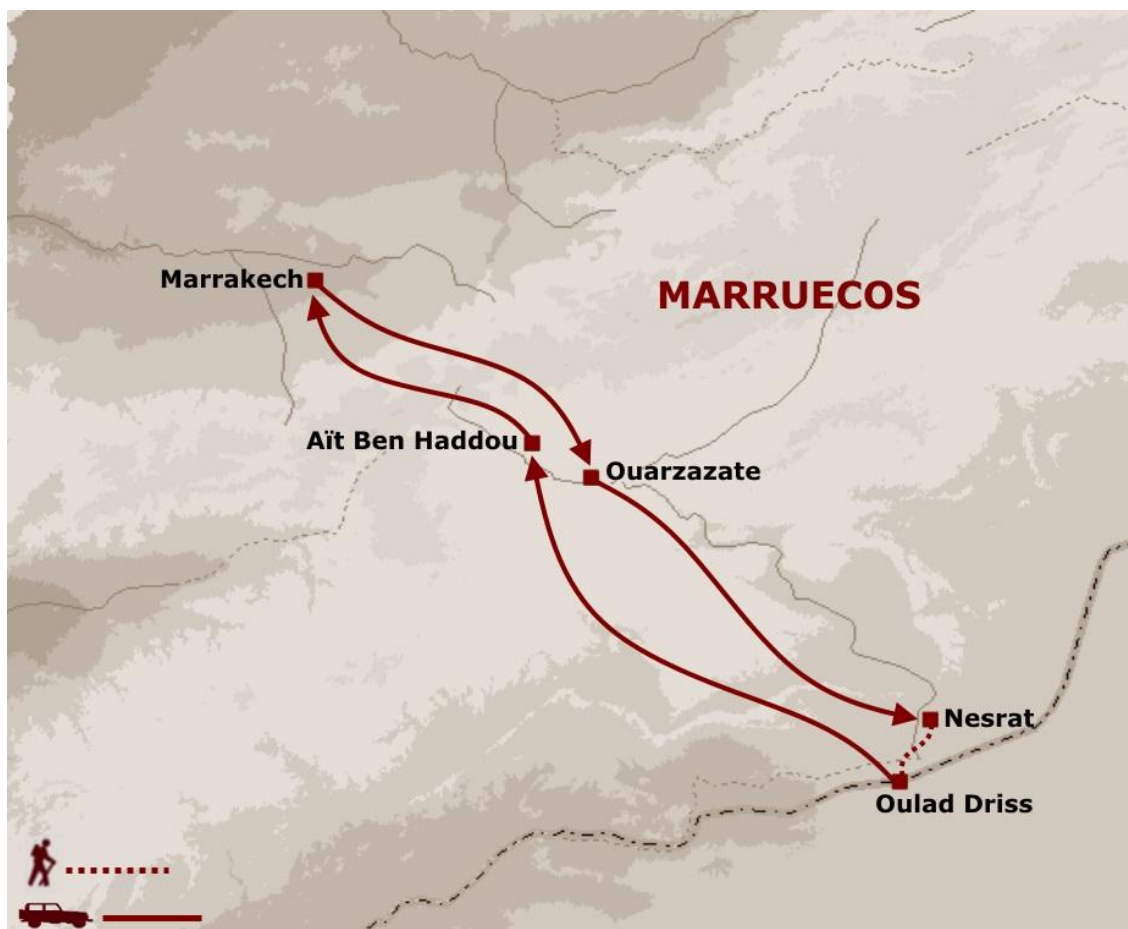 Marrakech
MARRUECOS
Aït Ben Haddou
Ouarzazate
Nesrat
Oulad Driss